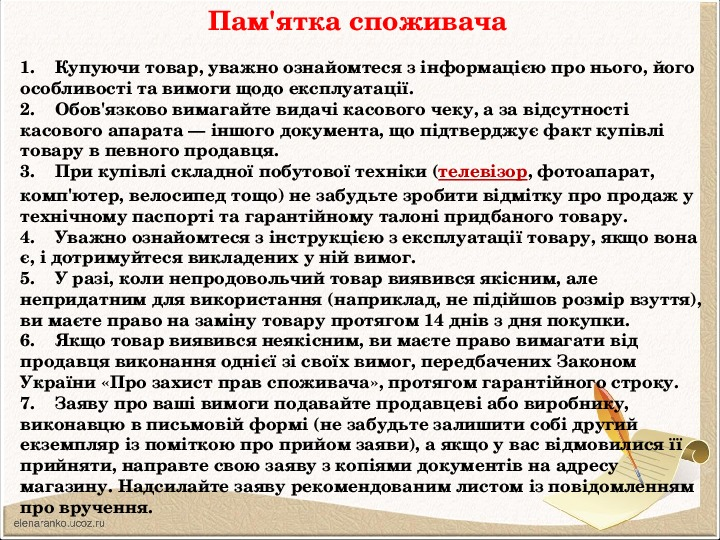 Пам'ятка споживача
1. Купуючи товар, уважно ознайомтеся з інформацією про нього, його
особливості та вимоги щодо експлуатації.
2. Обов'язково вимагайте видачі касового чеку, а за відсутності
касового апарата — іншого документа, що підтверджує факт купівлі
товару в певного продавця.
3. При купівлі складної побутової техніки (телевізор, фотоапарат,
комп'ютер, велосипед тощо) не забудьте зробити відмітку про продаж у
технічному паспорті та гарантійному талоні придбаного товару.
4. Уважно ознайомтеся з інструкцією з експлуатації товару, якщо вона
є, і дотримуйтеся викладених у ній вимог.
5. У разі, коли непродовольчий товар виявився якісним, але
непридатним для використання (наприклад, не підійшов розмір взуття),
ви маєте право на заміну товару протягом 14 днів з дня покупки.
6. Якщо товар виявився неякісним, ви маєте право вимагати від
продавця виконання однієї зі своїх вимог, передбачених Законом
України «Про захист прав споживача», протягом гарантійного строку.
7. Заяву про ваші вимоги подавайте продавцеві або виробнику,
виконавцю в письмовій формі (не забудьте залишити собі другий
екземпляр із поміткою про прийом заяви), а якщо у вас відмовилися її
прийняти, направте свою заяву з копіями документів на адресу
магазину. Надсилайте заяву рекомендованим листом із повідомленням
про вручення.
elenaranko.ucoz.ru